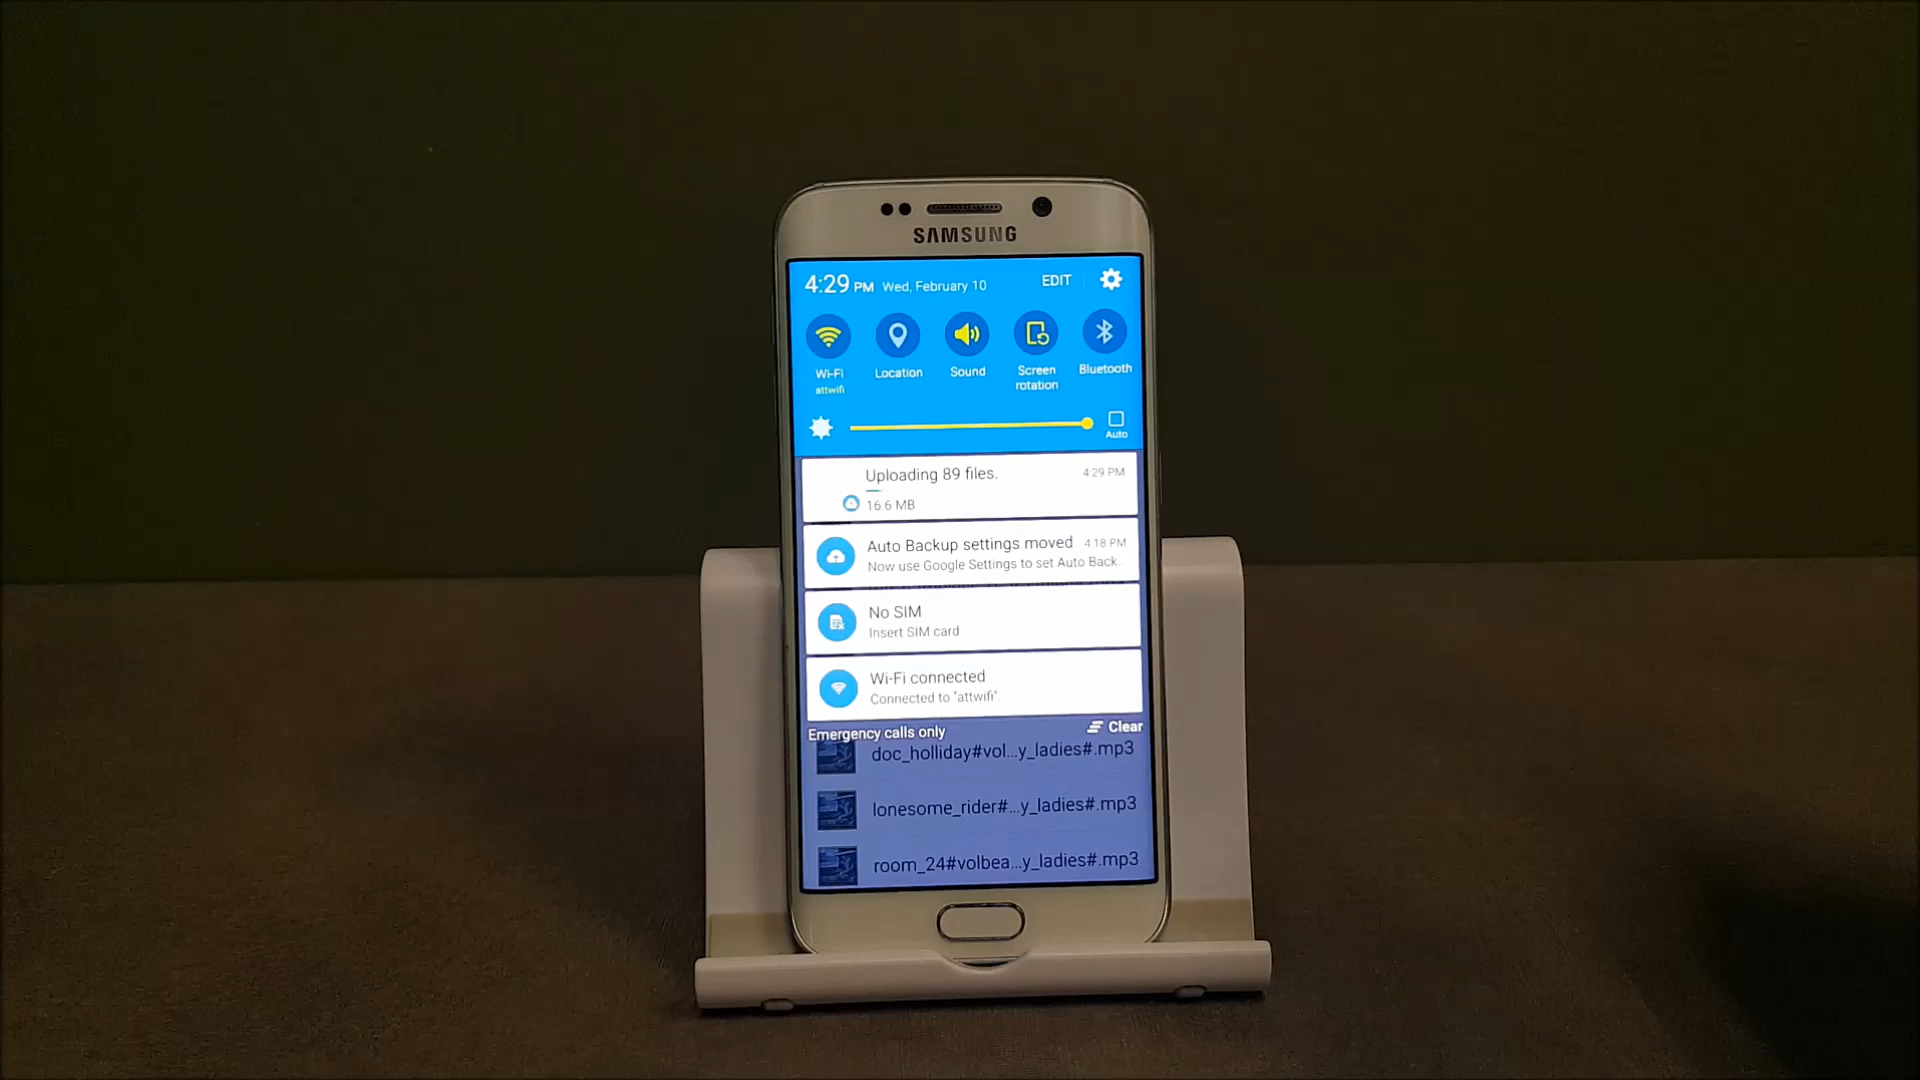 SAMSUNG
4:29 PM Wed, February 10 EDIT
Wi-Fi
attwifi
Location
Sound
Screen
rotation
Bluetooth
Auto
Uploading 89 files. 4:29 PM
16.6 MB
Auto Backup settings moved 4:18 PM
Now use Google Settings to set Auto Back..
No SIM
Insert SIM card
Wi-Fi connected
Connected to "attwifi".
Emergency calls only Clear
doc_holliday#vol...y_ladies#.mp3
lonesome_rider#...y_ladies#.mp3
room_24#volbea...y_ladies#.mp3